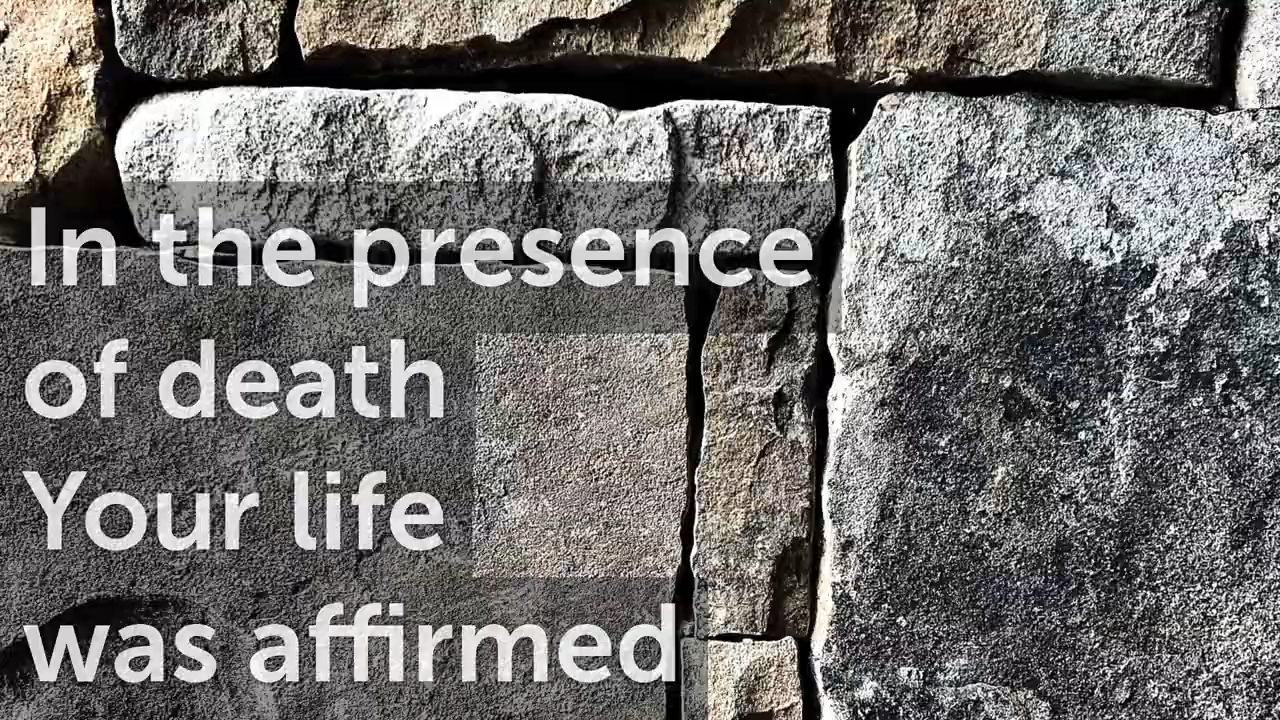 In the presence
of death
Your life
was affirmed